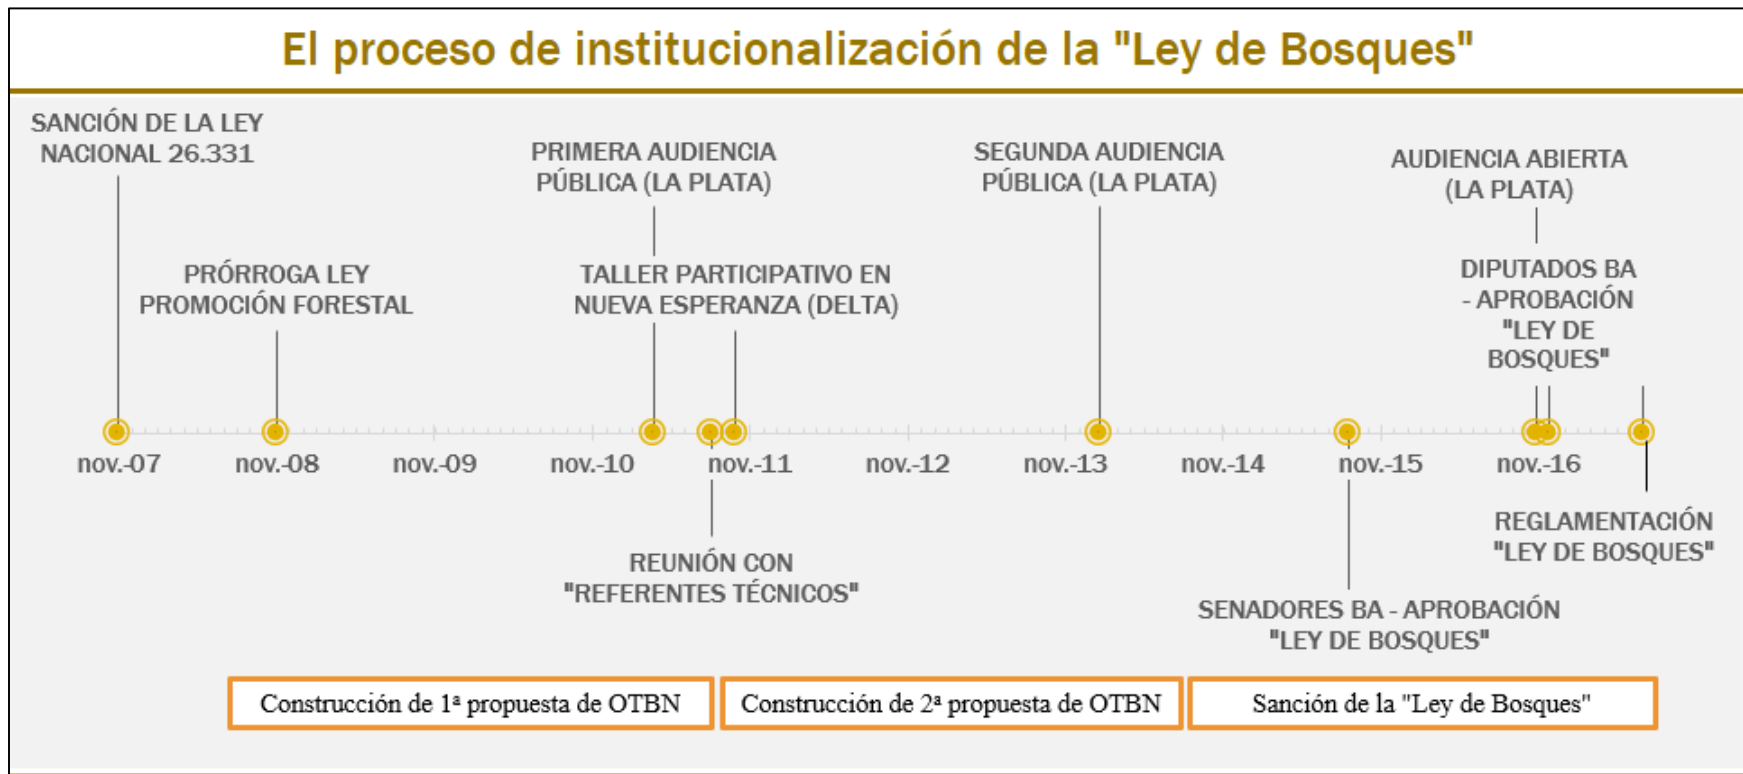 El proceso de institucionalización de la "Ley de Bosques"
SANCIÓN DE LA LEY
NACIONAL 26.331
PRÓRROGA LEY
PROMOCIÓN FORESTAL
PRIMERA AUDIENCIA
PÚBLICA (LA PLATA)
TALLER PARTICIPATIVO EN
NUEVA ESPERANZA (DELTA)
SEGUNDA AUDIENCIA
PÚBLICA (LA PLATA)
AUDIENCIA ABIERTA
(LA PLATA)
DIPUTADOS BA
- APROBACIÓN
"LEY DE
BOSQUES"
nov.-07
nov.-08
nov.-09
nov.-10
nov.-11
nov.-12
nov.-13
nov.-14
nov.-15
nov.-16
REUNIÓN CON
"REFERENTES TÉCNICOS"
SENADORES BA - APROBACIÓN
"LEY DE BOSQUES"
REGLAMENTACIÓN
"LEY DE BOSQUES"
Construcción de 1ª propuesta de OTBN
Construcción de 2ª propuesta de OTBN
Sanción de la "Ley de Bosques"